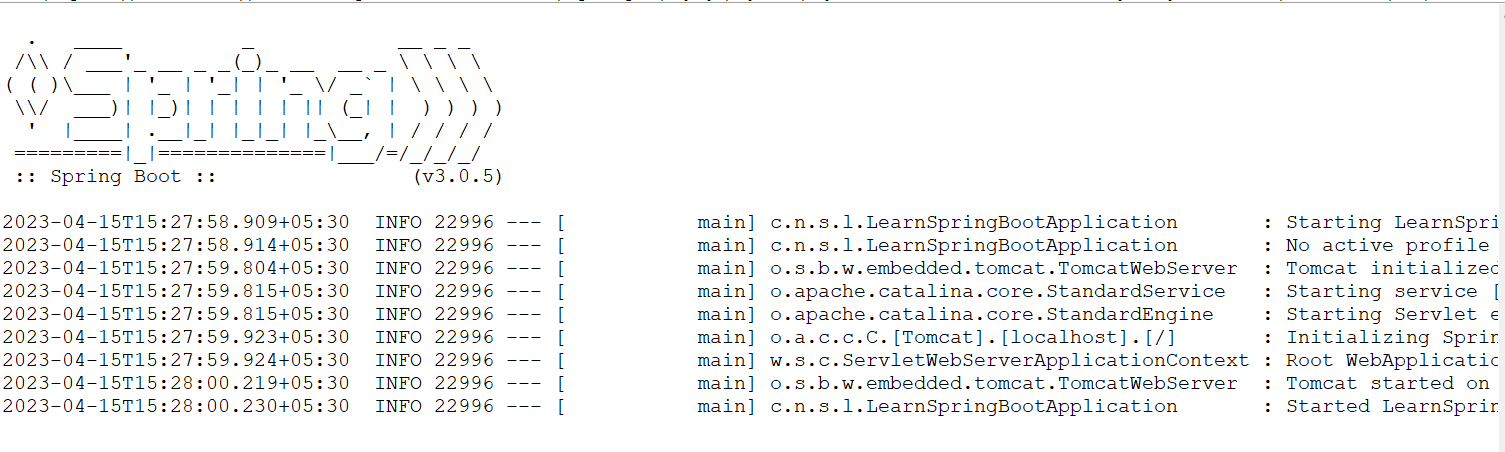 .   ____          _            __ _ _
 /\\ / ___'_ __ _ _(_)_ __  __ _ \ \ \ \
( ( )\___ | '_ | '_| | '_ \/ _` | \ \ \ \
 \\/  ___)| |_)| | | | | || (_| |  ) ) ) )
  '  |____| .__|_| |_|_| |_\__, | / / / /
 =========|_|==============|___/=/_/_/_/
 :: Spring Boot ::                (v3.0.5)
2023-04-15T15:27:58.909+05:30  INFO 22996 --- [           main] c.n.s.l.LearnSpringBootApplication       : Starting LearnSpri
2023-04-15T15:27:58.914+05:30  INFO 22996 --- [           main] c.n.s.l.LearnSpringBootApplication       : No active profile
2023-04-15T15:27:59.804+05:30  INFO 22996 --- [           main] o.s.b.w.embedded.tomcat.TomcatWebServer  : Tomcat initialized
2023-04-15T15:27:59.815+05:30  INFO 22996 --- [           main] o.apache.catalina.core.StandardService   : Starting service [
2023-04-15T15:27:59.815+05:30  INFO 22996 --- [           main] o.apache.catalina.core.StandardEngine    : Starting Servlet e
2023-04-15T15:27:59.923+05:30  INFO 22996 --- [           main] o.a.c.c.C.[Tomcat].[localhost].[/]       : Initializing Sprin
2023-04-15T15:27:59.924+05:30  INFO 22996 --- [           main] w.s.c.ServletWebServerApplicationContext : Root WebApplicatio
2023-04-15T15:28:00.219+05:30  INFO 22996 --- [           main] o.s.b.w.embedded.tomcat.TomcatWebServer  : Tomcat started on
2023-04-15T15:28:00.230+05:30  INFO 22996 --- [           main] c.n.s.l.LearnSpringBootApplication       : Started LearnSprin